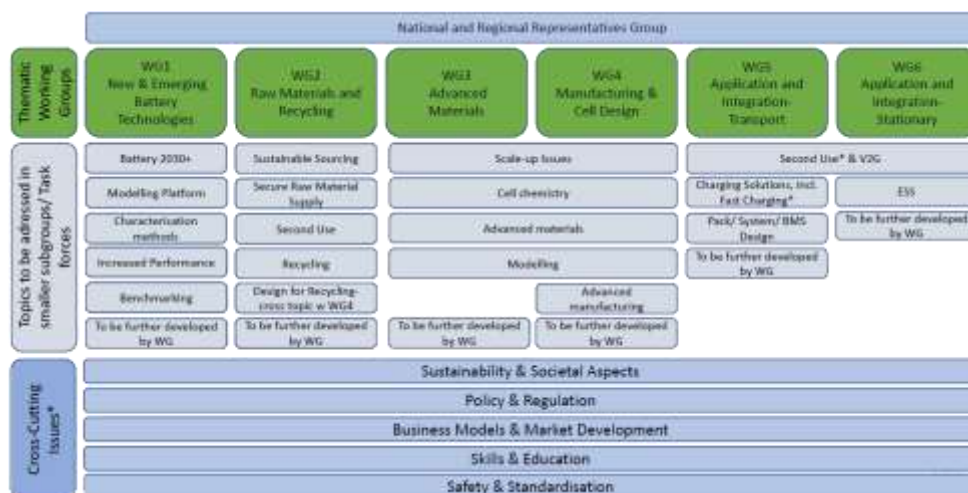 National and Regional Representatives Group
Thematic
Working
Groups
WG1
New & Emerging
Battery
Technologies
WG2
Raw Materials and
Recycling
WG3
Advanced
Materials
WG4
Manufacturing &
Cell Design
WG5
Application and
Integration-
Transport
WG6
Application and
Integration-
Stationary
Topics to be adressed in
smaller subgroups/ Task
forces
Battery 2030+
Modelling Platform
Characterisation
methods
Increased Performance
Benchmarking
To be further developed
by WG
Sustainable Sourcing
Secure Raw Material
Supply
Second Use
Recycling
Design for Recycling-
cross topic w WG4
To be further developed
by WG
Scale-up Issues
Cell chemistry
Advanced materials
Modelling
Advanced
manufacturing
To be further developed
by WG
To be further developed
by WG
Second Use* & V2G
Charging Solutions, Incl.
Fast Charging*
Pack/ System/ BMS
Design
To be further developed
by WG
ESS
To be further developed
by WG
Cross-Cutting
Issues*
Sustainability & Societal Aspects
Policy & Regulation
Business Models & Market Development
Skills & Education
Safety & Standardisation